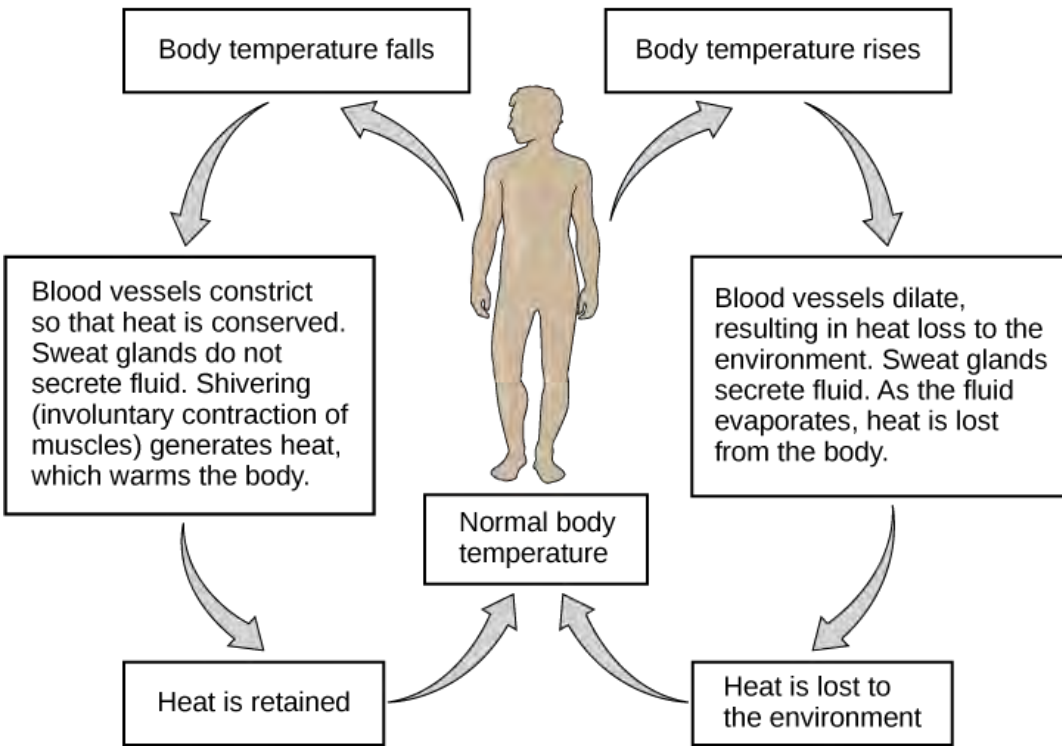 Body temperature falls
Body temperature rises
Blood vessels constrict
so that heat is conserved.
Sweat glands do not
secrete fluid. Shivering
(involuntary contraction of
muscles) generates heat,
which warms the body.
Blood vessels dilate,
resulting in heat loss to the
environment. Sweat glands
secrete fluid. As the fluid
evaporates, heat is lost
from the body.
Normal body
temperature
Heat is retained
Heat is lost to
the environment